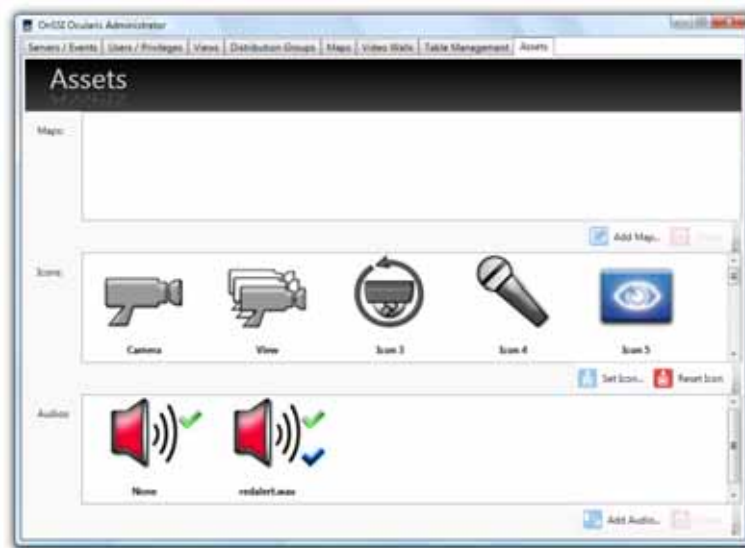 OnSSI Ocularis Administrator
Servers / Events Users / Privileges Views Distribution Groups Maps Video Walls Table Management Assets
Assets
Maps:
Add Map...
Icons:
Camera View Icon 3 Icon 4 Icon 5
Set Icon... Reset Icon
Audios:
None redalert.wav
Add Audio...